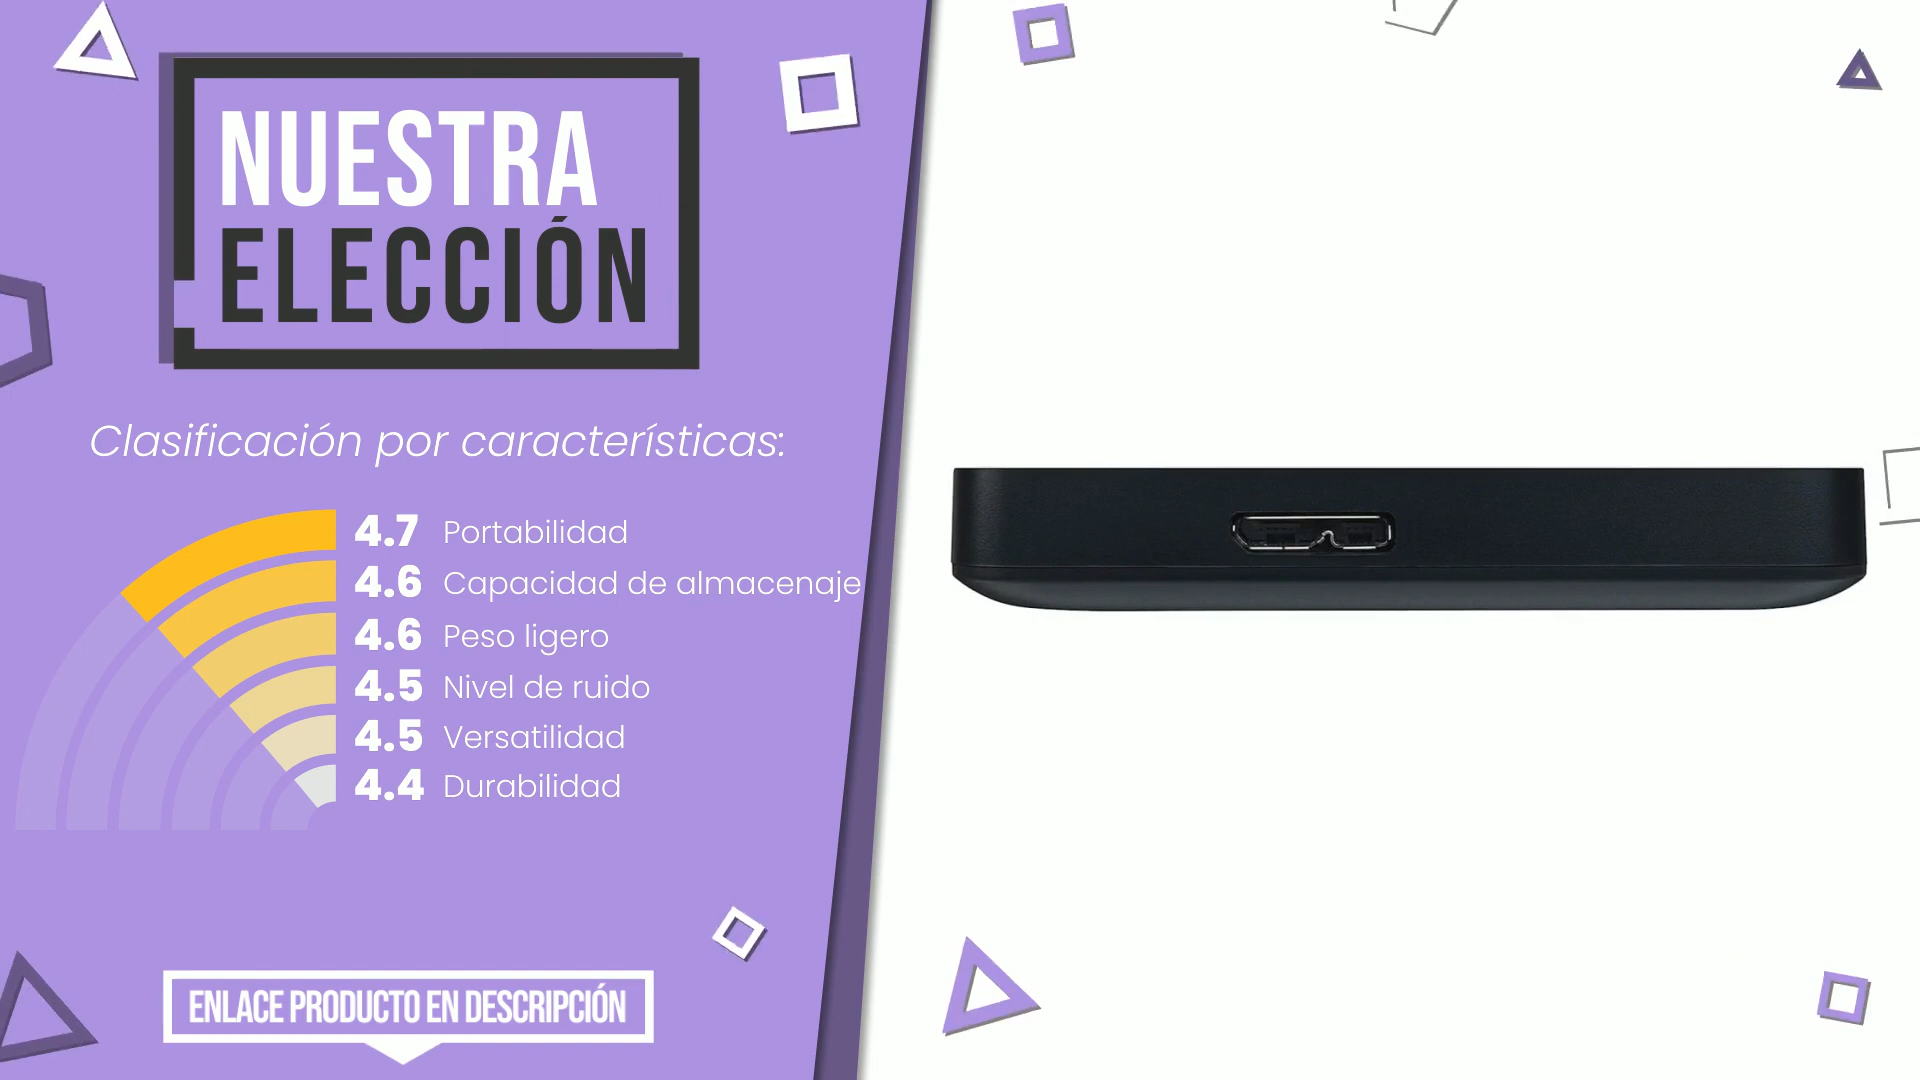 NUESTRA
ELECCIÓN
Clasificación por características:
4.7 Portabilidad
4.6 Capacidad de almacenaje
4.6 Peso ligero
4.5 Nivel de ruido
4.5 Versatilidad
4.4 Durabilidad
ENLACE PRODUCTO EN DESCRIPCIÓN